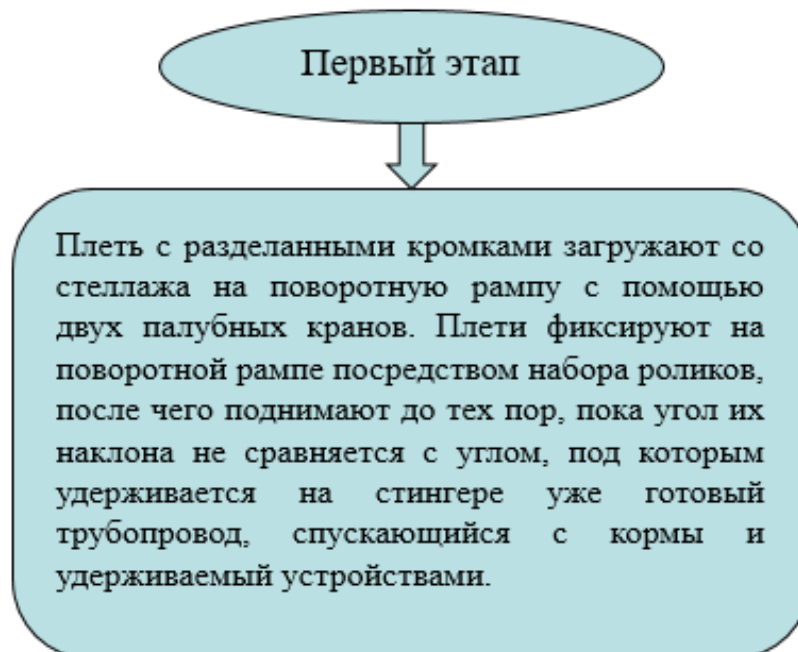 Первый этап
Плеть с разделанными кромками загружают со
стеллажа на поворотную рампу с помощью
двух палубных кранов. Плети фиксируют на
поворотной рампе посредством набора роликов,
после чего поднимают до тех пор, пока угол их
наклона не сравняется с углом, под которым
удерживается на стингере уже готовый
трубопровод, спускающийся с кормы и
удерживаемый устройствами.